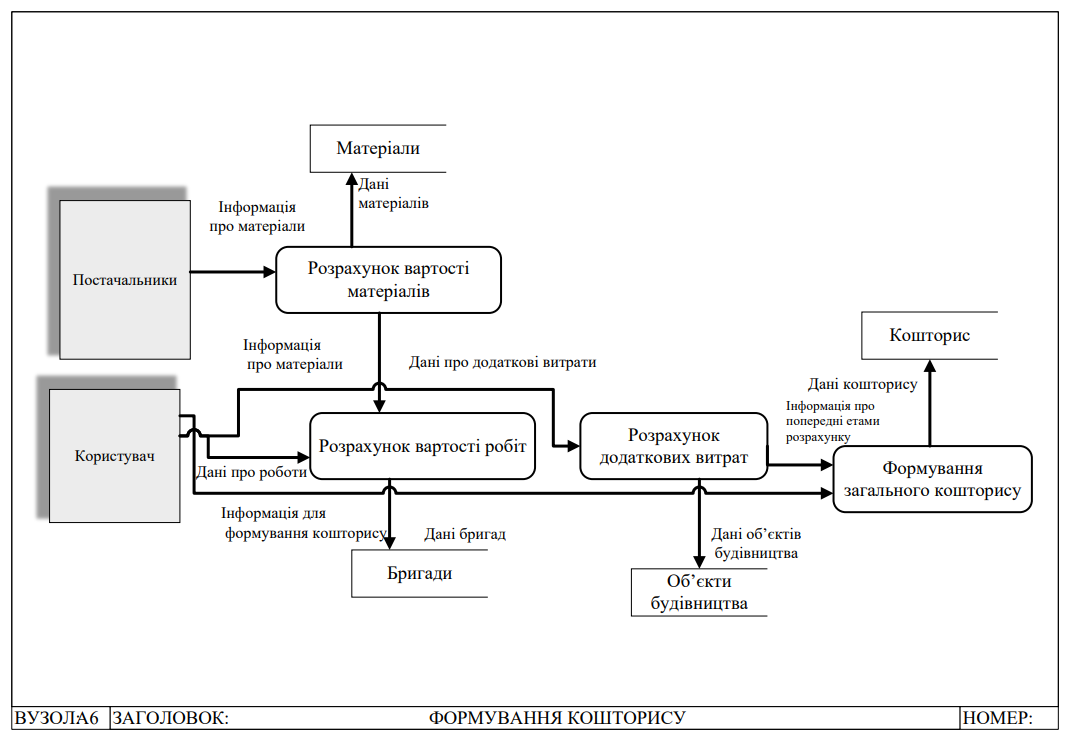 Матеріали
Дані
матеріалів
Інформація
про матеріали
Постачальники
Розрахунок вартості
матеріалів
Кошторис
Інформація
про матеріали
Дані про додаткові витрати
Дані кошторису
Інформація про
попередні етами
розрахунку
Користувач
Розрахунок вартості робіт
Розрахунок
додаткових витрат
Дані про роботи
Формування
загального кошторису
Інформація для
формування кошторису
Дані бригад
Дані об’єктів
будівництва
Бригади
Об’єкти
будівництва
ВУЗОЛ:А6 ЗАГОЛОВОК: ФОРМУВАННЯ КОШТОРИСУ НОМЕР: